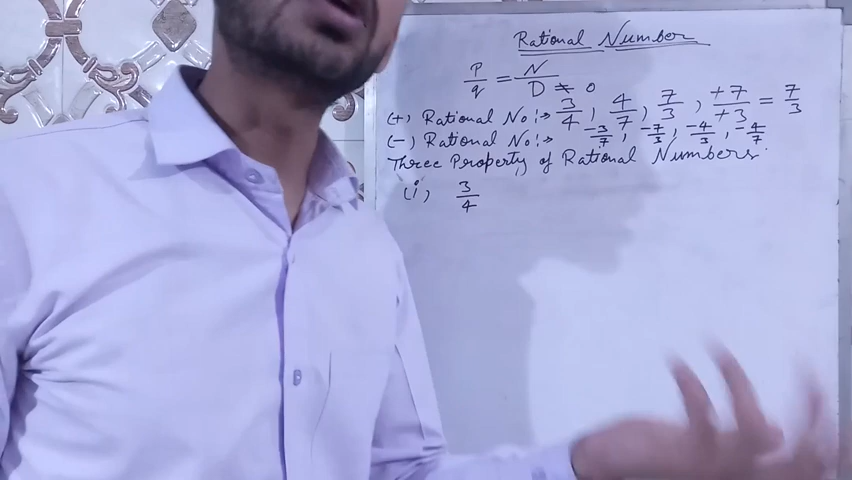 Rational Number
P/q = N/D ≠ 0
(+) Rational No:→ 3/4, 4/7, 7/3, +7/+3 = 7/3
(-) Rational No:→ -3/7, -7/3, -4/3, -4/7
Three Property of Rational Numbers.
(i) 3/4